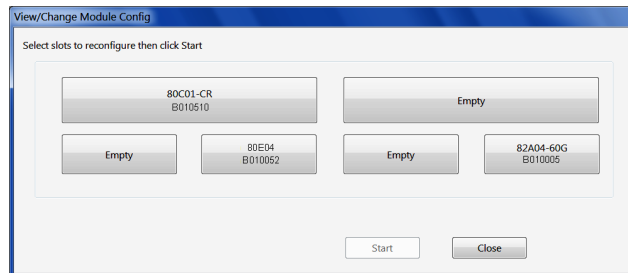 View/Change Module Config
Select slots to reconfigure then click Start
80C01-CR
B010510
Empty
Empty
80E04
B010052
Empty
82A04-60G
B010005
Start
Close